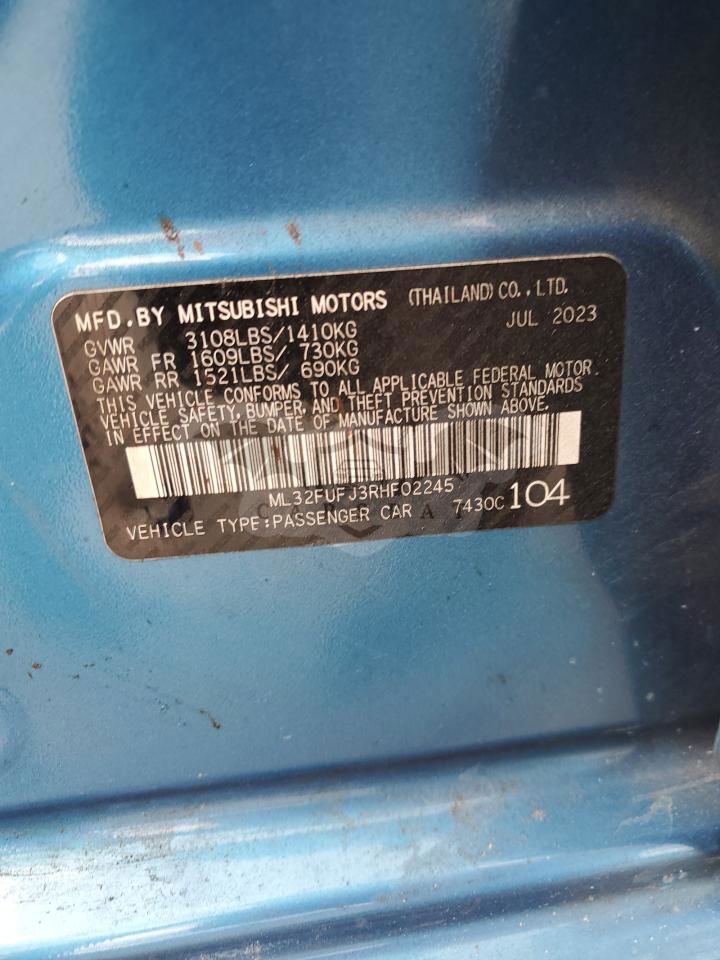 MFD.BY MITSUBISHI MOTORS (THAILAND) CO.,LTD.
GVWR 3108LBS/1410KG JUL 2023
GAWR FR 1609LBS/ 730KG
GAWR RR 1521LBS/ 690KG
THIS VEHICLE CONFORMS TO ALL APPLICABLE FEDERAL MOTOR
VEHICLE SAFETY, BUMPER, AND THEFT PREVENTION STANDARDS
IN EFFECT ON THE DATE OF MANUFACTURE SHOWN ABOVE.
ML32FUFJ3RHF02245
VEHICLE TYPE:PASSENGER CAR 7430C 104